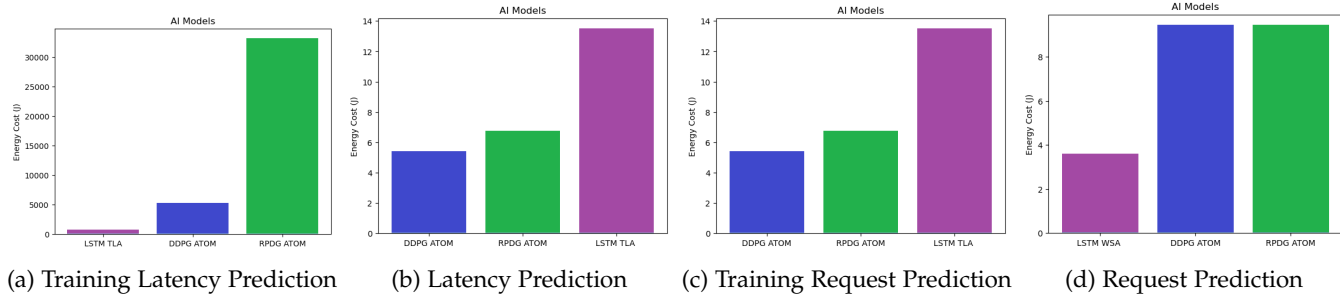 AI Models
Energy Cost (J)
30000
25000
20000
15000
10000
5000
0
LSTM TLA DDPG ATOM RPDG ATOM
(a) Training Latency Prediction
AI Models
Energy Cost (J)
14
12
10
8
6
4
2
0
DDPG ATOM RPDG ATOM LSTM TLA
(b) Latency Prediction
AI Models
Energy Cost (J)
14
12
10
8
6
4
2
0
DDPG ATOM RPDG ATOM LSTM TLA
(c) Training Request Prediction
AI Models
Energy Cost (J)
8
6
4
2
0
LSTM WSA DDPG ATOM RPDG ATOM
(d) Request Prediction